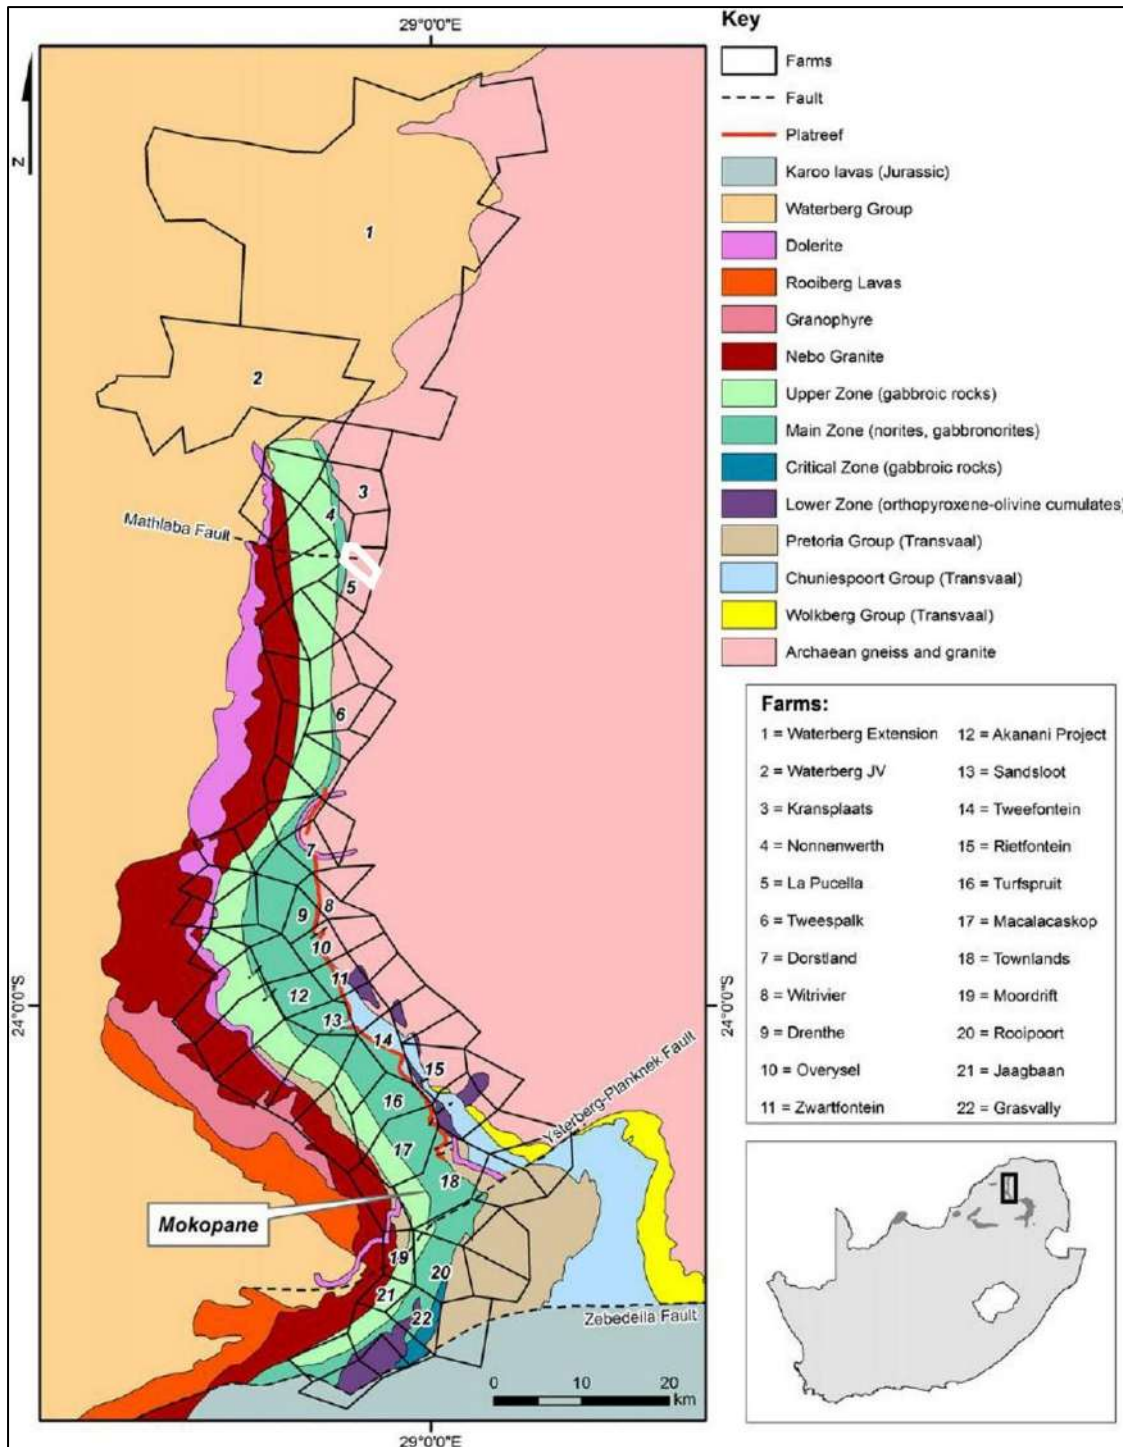 29°0'0"E
Key
Farms
Fault
Platreef
Karoo lavas (Jurassic)
Waterberg Group
Dolerite
Rooiberg Lavas
Granophyre
Nebo Granite
Upper Zone (gabbroic rocks)
Main Zone (norites, gabbronorites)
Critical Zone (gabbroic rocks)
Lower Zone (orthopyroxene-olivine cumulates)
Pretoria Group (Transvaal)
Chuniespoort Group (Transvaal)
Wolkberg Group (Transvaal)
Archaean gneiss and granite
N
1
2
3
4
Mathlaba Fault
5
6
7
8
9
10
11
12
13
14
15
16
17
18
19
20
21
22
24°0'0"S
24°0'0"S
Ysterberg-Planknek Fault
Mokopane
Zebedeila Fault
0 10 20
km
29°0'0"E
Farms:
1 = Waterberg Extension
2 = Waterberg JV
3 = Kransplaats
4 = Nonnenwerth
5 = La Pucella
6 = Tweespalk
7 = Dorstland
8 = Witrivier
9 = Drenthe
10 = Overysel
11 = Zwartfontein
12 = Akanani Project
13 = Sandsloot
14 = Tweefontein
15 = Rietfontein
16 = Turfspruit
17 = Macalacaskop
18 = Townlands
19 = Moordrift
20 = Rooipoort
21 = Jaagbaan
22 = Grasvally